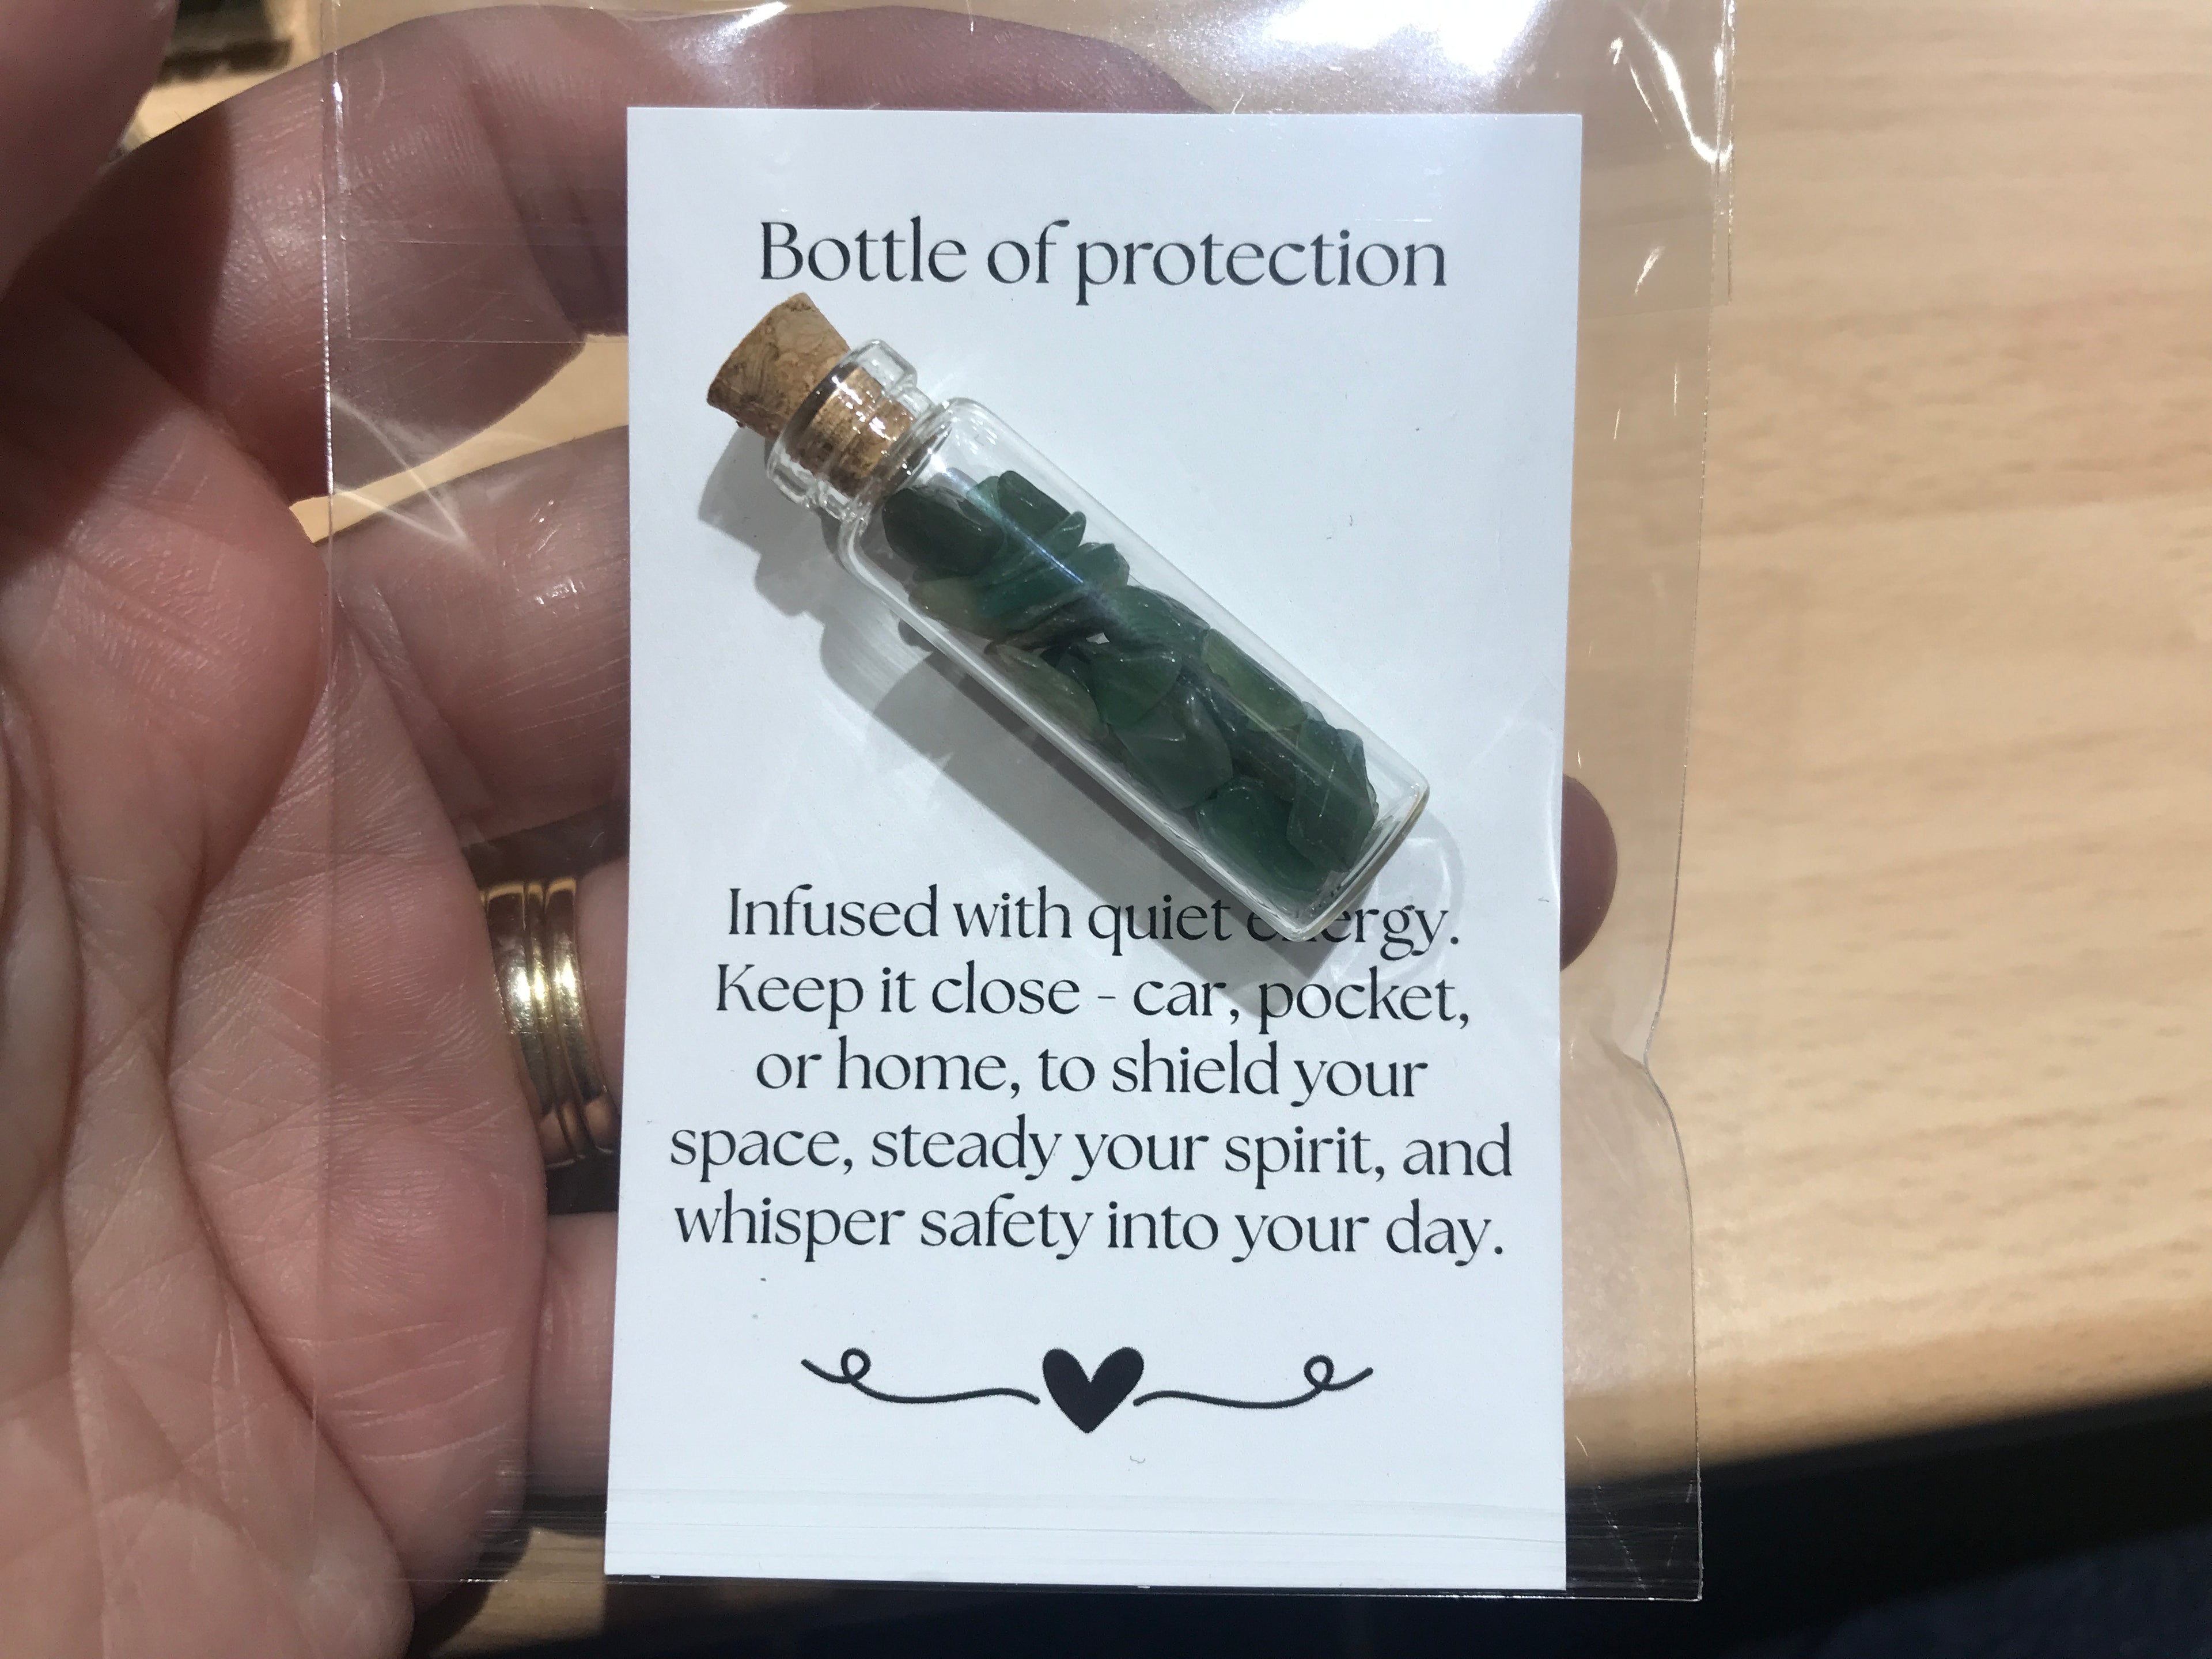 Bottle of protection
Infused with quiet energy.
Keep it close - car, pocket,
or home, to shield your
space, steady your spirit, and
whisper safety into your day.